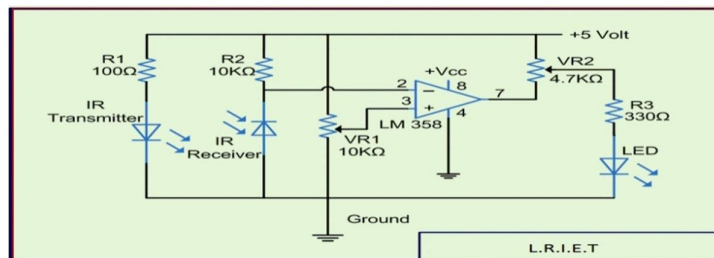 +5 Volt
R1
100Ω
R2
10KΩ
VR2
4.7KΩ
+Vcc
2
8
7
3
4
LM 358
IR
Transmitter
IR
Receiver
VR1
10KΩ
R3
330Ω
LED
Ground
L.R.I.E.T